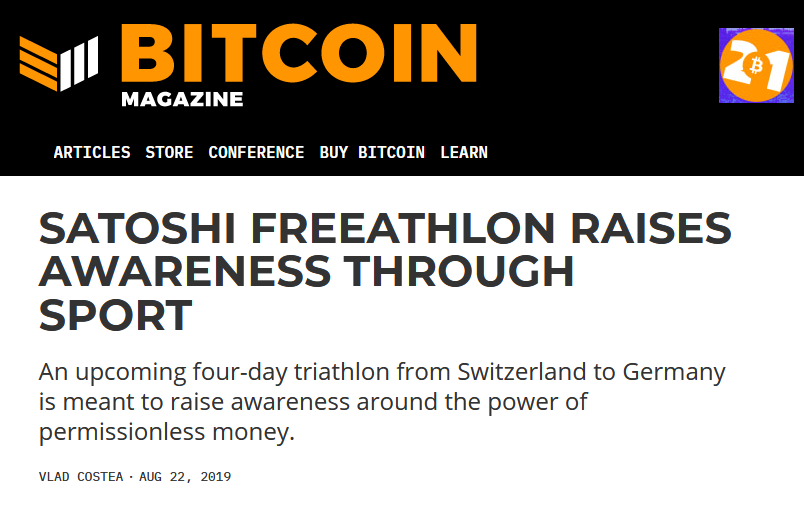 BITCOIN
MAGAZINE
21
ARTICLES STORE CONFERENCE BUY BITCOIN LEARN
SATOSHI FREEATHLON RAISES
AWARENESS THROUGH
SPORT
An upcoming four-day triathlon from Switzerland to Germany
is meant to raise awareness around the power of
permissionless money.
VLAD COSTEA · AUG 22, 2019